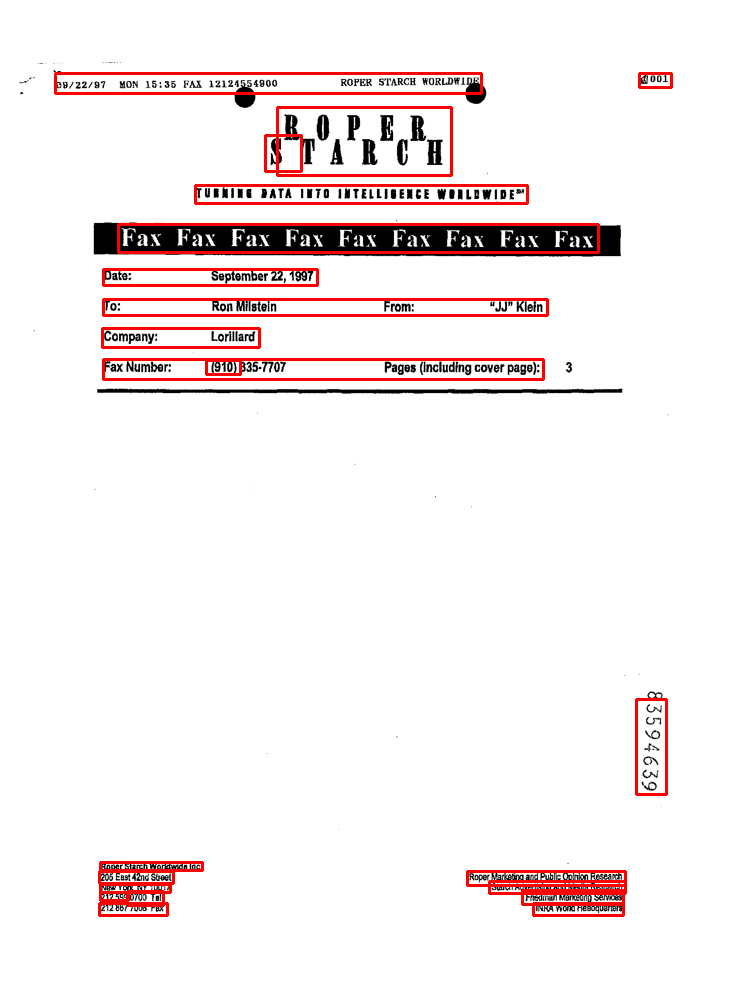 09/22/97 MON 15:35 FAX 12124554900 ROPER STARCH WORLDWIDE 001
ROPER
STARCH
TURNING DATA INTO INTELLIGENCE WORLDWIDE℠
Fax Fax Fax Fax Fax Fax Fax Fax Fax
Date: September 22, 1997
To: Ron Milstein From: "JJ" Klein
Company: Lorillard
Fax Number: (910) 335-7707 Pages (including cover page): 3
83594639
Roper Starch Worldwide Inc
205 East 42nd Street
New York NY 10017
212 599 0700 Tel
212 867 7008 Fax
Roper Marketing and Public Opinion Research
Starch
Friedman Marketing Services
INRA World Headquarters